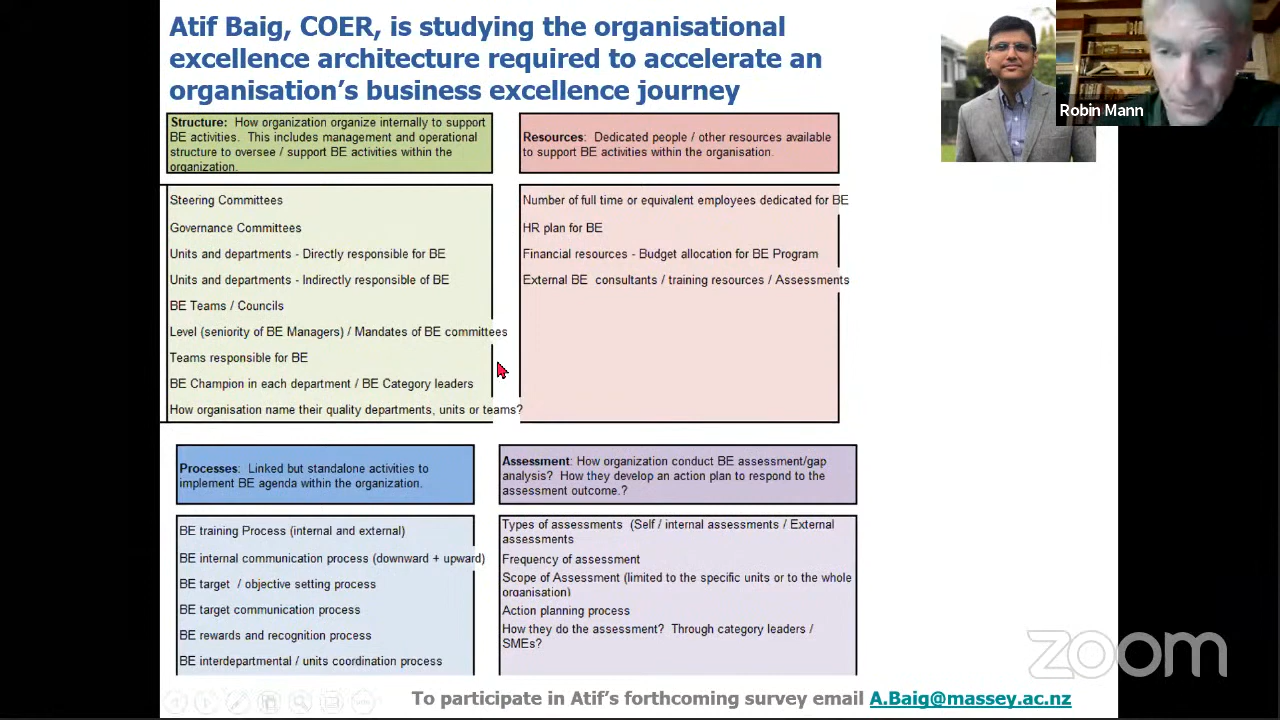 Atif Baig, COER, is studying the organisational
excellence architecture required to accelerate an
organisation's business excellence journey
Robin Mann
Structure: How organization organize internally to support
BE activities. This includes management and operational
structure to oversee / support BE activities within the
organization.
Resources: Dedicated people / other resources available
to support BE activities within the organisation.
Steering Committees
Governance Committees
Units and departments - Directly responsible for BE
Units and departments - Indirectly responsible of BE
BE Teams / Councils
Level (seniority of BE Managers) / Mandates of BE committees
Teams responsible for BE
BE Champion in each department / BE Category leaders
How organisation name their quality departments, units or teams?
Number of full time or equivalent employees dedicated for BE
HR plan for BE
Financial resources - Budget allocation for BE Program
External BE consultants / training resources / Assessments
Processes: Linked but standalone activities to
implement BE agenda within the organization.
Assessment: How organization conduct BE assessment/gap
analysis? How they develop an action plan to respond to the
assessment outcome.?
BE training Process (internal and external)
BE internal communication process (downward + upward)
BE target / objective setting process
BE target communication process
BE rewards and recognition process
BE interdepartmental / units coordination process
Types of assessments (Self / internal assessments / External
assessments
Frequency of assessment
Scope of Assessment (limited to the specific units or to the whole
organisation)
Action planning process
How they do the assessment? Through category leaders /
SMEs?
zoom
To participate in Atif's forthcoming survey email A.Baig@massey.ac.nz